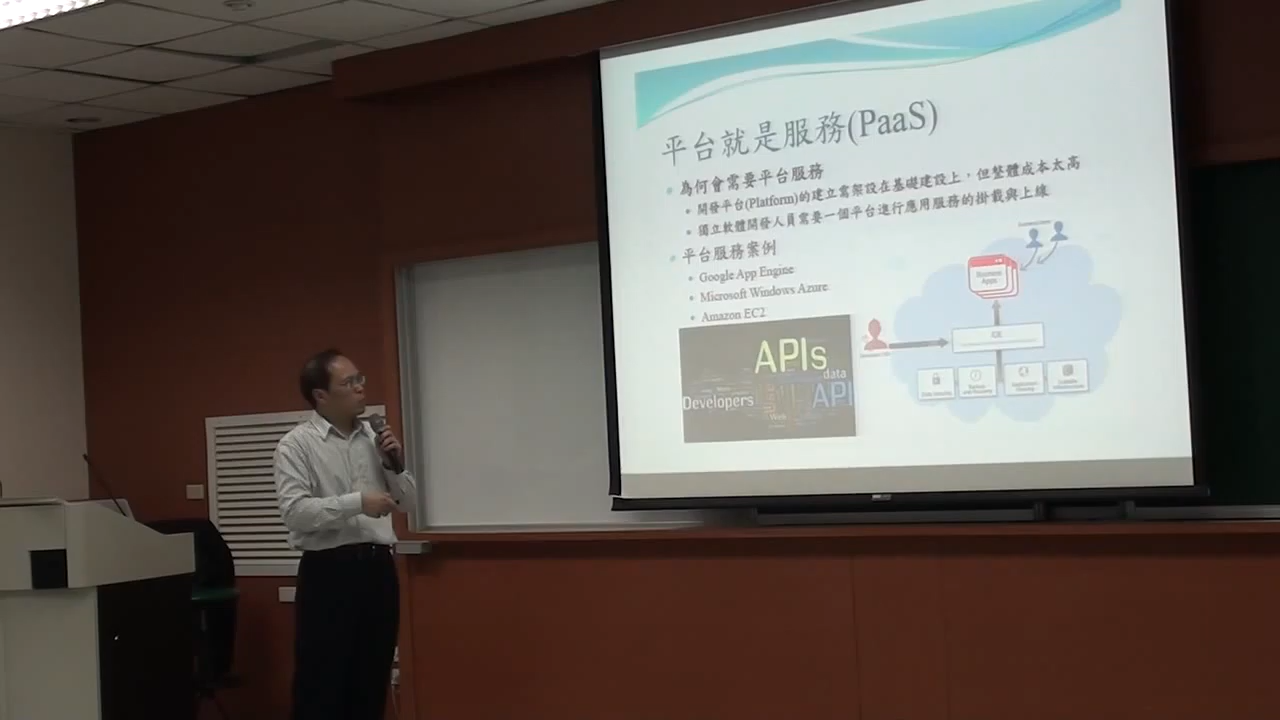 平台就是服務(PaaS)
為何會需要平台服務
開發平台(Platform)的建立需架設在基礎建設上，但整體成本太高
獨立軟體開發人員需要一個平台進行應用服務的掛載與上線
平台服務案例
Google App Engine
Microsoft Windows Azure
Amazon EC2
Business Apps
APIs
data
Developers
API
Web